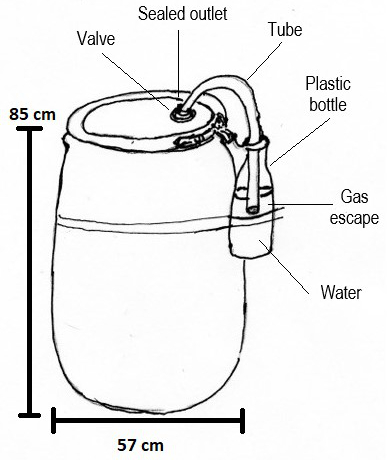 Sealed outlet
Valve
Tube
Plastic
bottle
85 cm
Gas
escape
Water
57 cm